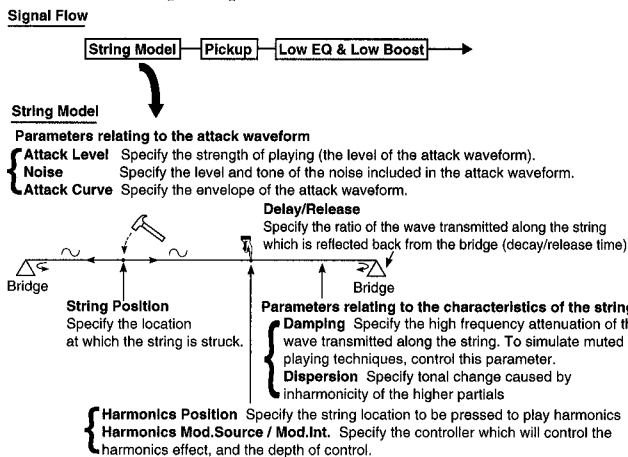 Signal Flow
String Model
Pickup
Low EQ & Low Boost
String Model
Parameters relating to the attack waveform
Attack Level Specify the strength of playing (the level of the attack waveform).
Noise Specify the level and tone of the noise included in the attack waveform.
Attack Curve Specify the envelope of the attack waveform.
Delay/Release
Specify the ratio of the wave transmitted along the string
which is reflected back from the bridge (decay/release time)
Bridge
Bridge
String Position
Specify the location
at which the string is struck.
Parameters relating to the characteristics of the string
Damping Specify the high frequency attenuation of th
wave transmitted along the string. To simulate muted
playing techniques, control this parameter.
Dispersion Specify tonal change caused by
inharmonicity of the higher partials
Harmonics Position Specify the string location to be pressed to play harmonics
Harmonics Mod.Source / Mod.Int. Specify the controller which will control the
harmonics effect, and the depth of control.